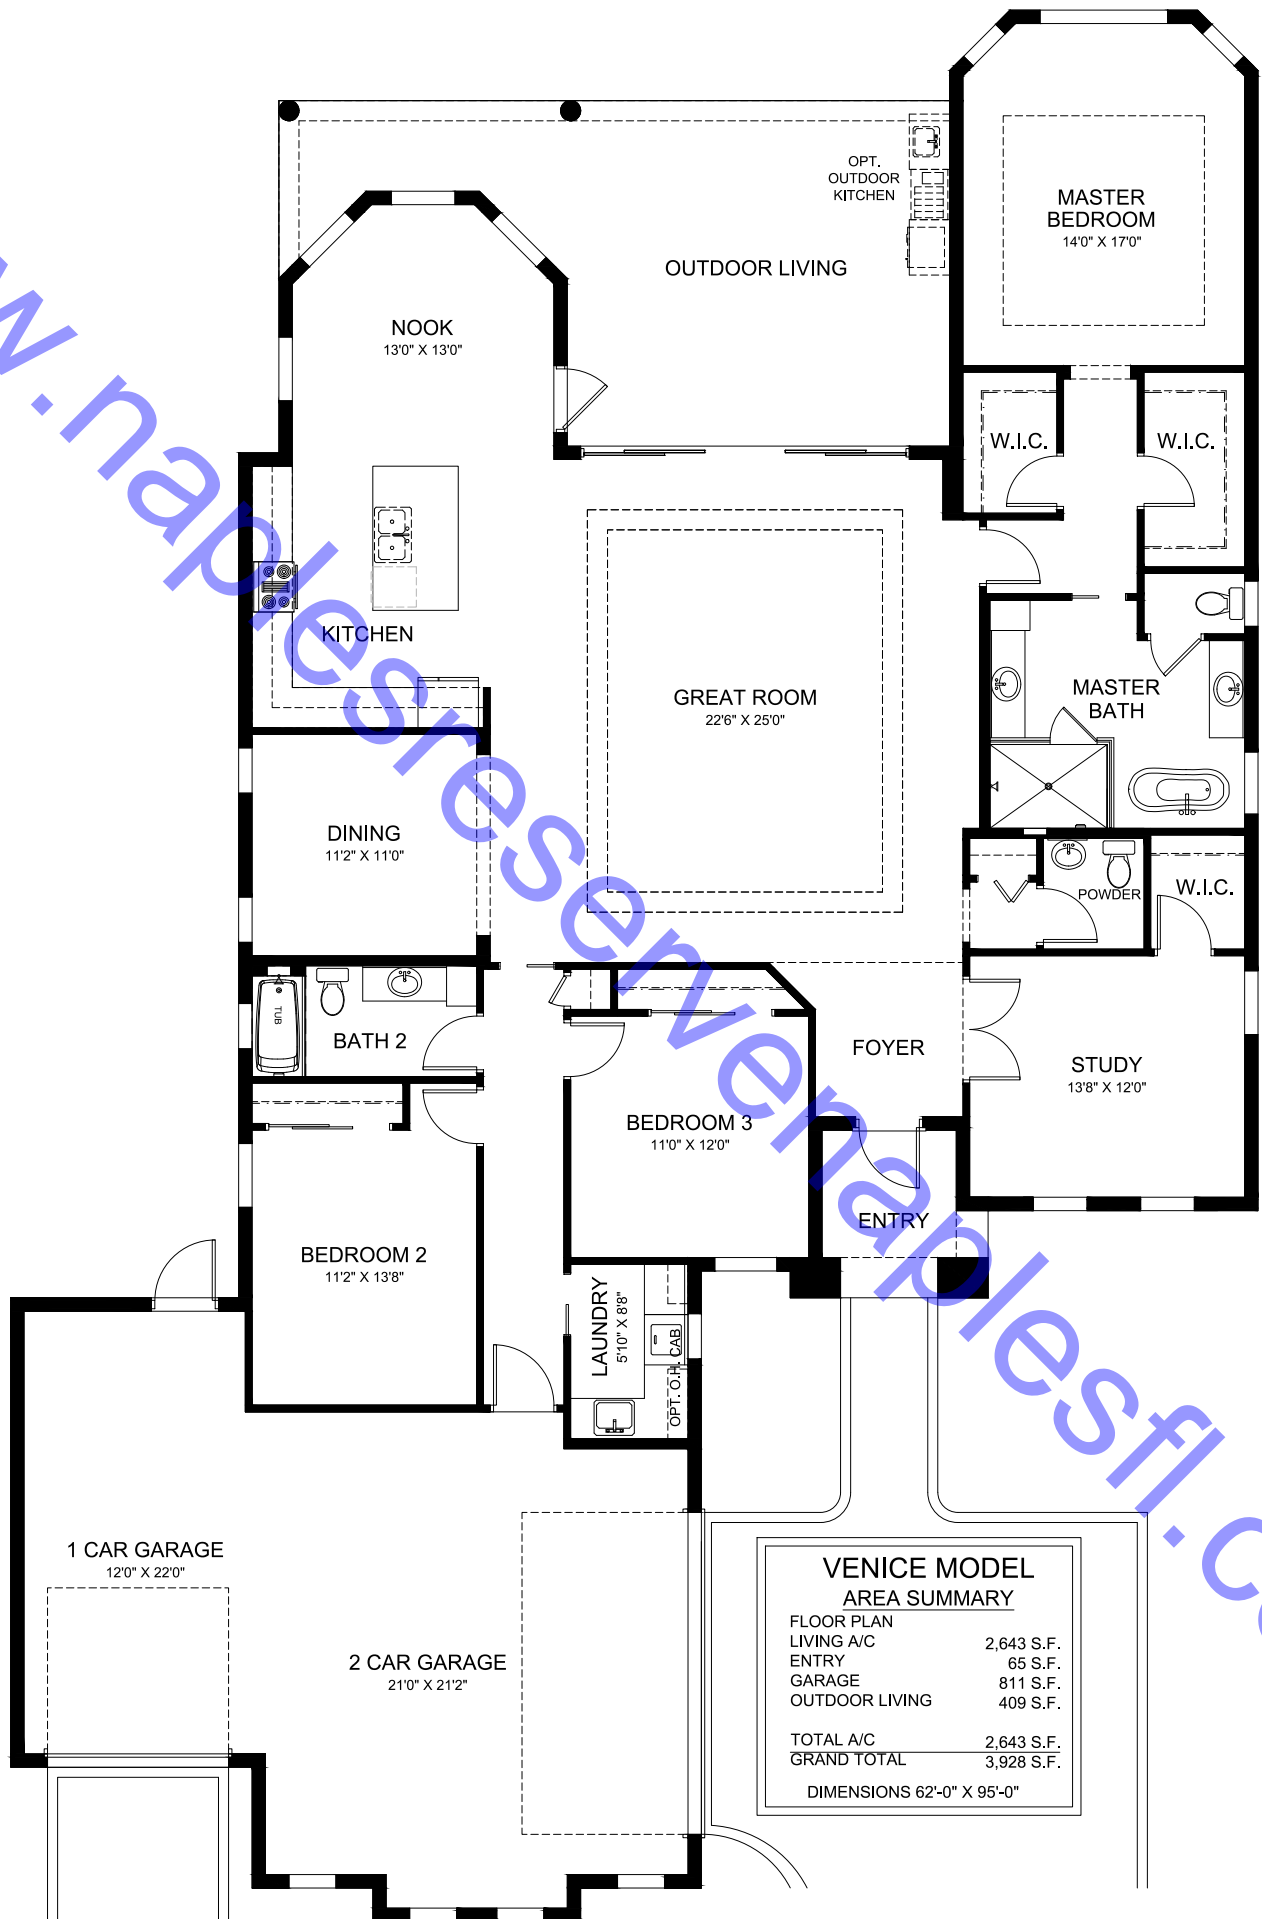 OPT.
OUTDOOR
KITCHEN
MASTER
BEDROOM
14'0" X 17'0"
OUTDOOR LIVING
NOOK
13'0" X 13'0"
W.I.C.
W.I.C.
KITCHEN
GREAT ROOM
22'6" X 25'0"
MASTER
BATH
DINING
11'2" X 11'0"
POWDER
W.I.C.
TUB
BATH 2
FOYER
STUDY
13'8" X 12'0"
BEDROOM 3
11'0" X 12'0"
ENTRY
BEDROOM 2
11'2" X 13'8"
LAUNDRY
5'10" X 8'8"
OPT. O.H. CAB
1 CAR GARAGE
12'0" X 22'0"
2 CAR GARAGE
21'0" X 21'2"
VENICE MODEL
AREA SUMMARY
FLOOR PLAN
LIVING A/C 2,643 S.F.
ENTRY 65 S.F.
GARAGE 811 S.F.
OUTDOOR LIVING 409 S.F.
TOTAL A/C 2,643 S.F.
GRAND TOTAL 3,928 S.F.
DIMENSIONS 62'-0" X 95'-0"
w.naplesreservenaplesfl.c